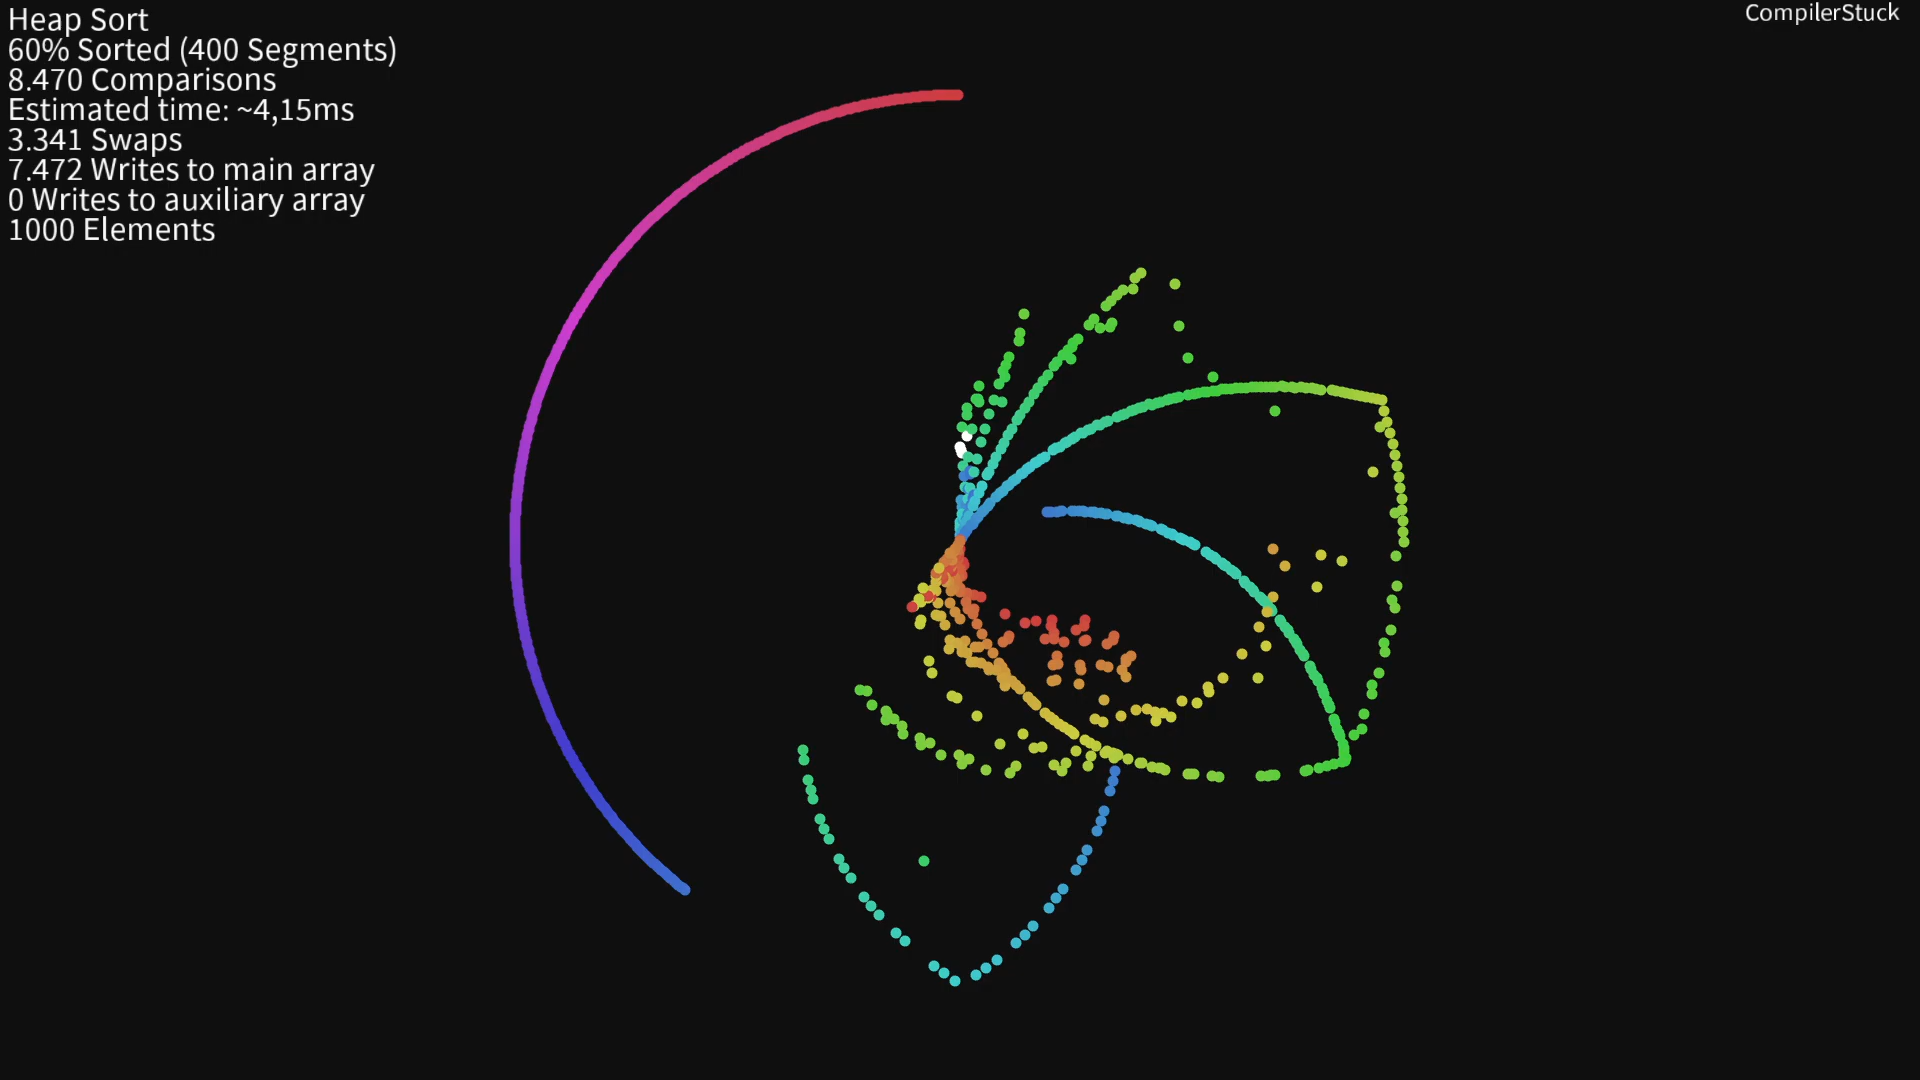 Heap Sort
60% Sorted (400 Segments)
8.470 Comparisons
Estimated time: ~4,15ms
3.341 Swaps
7.472 Writes to main array
0 Writes to auxiliary array
1000 Elements
CompilerStuck